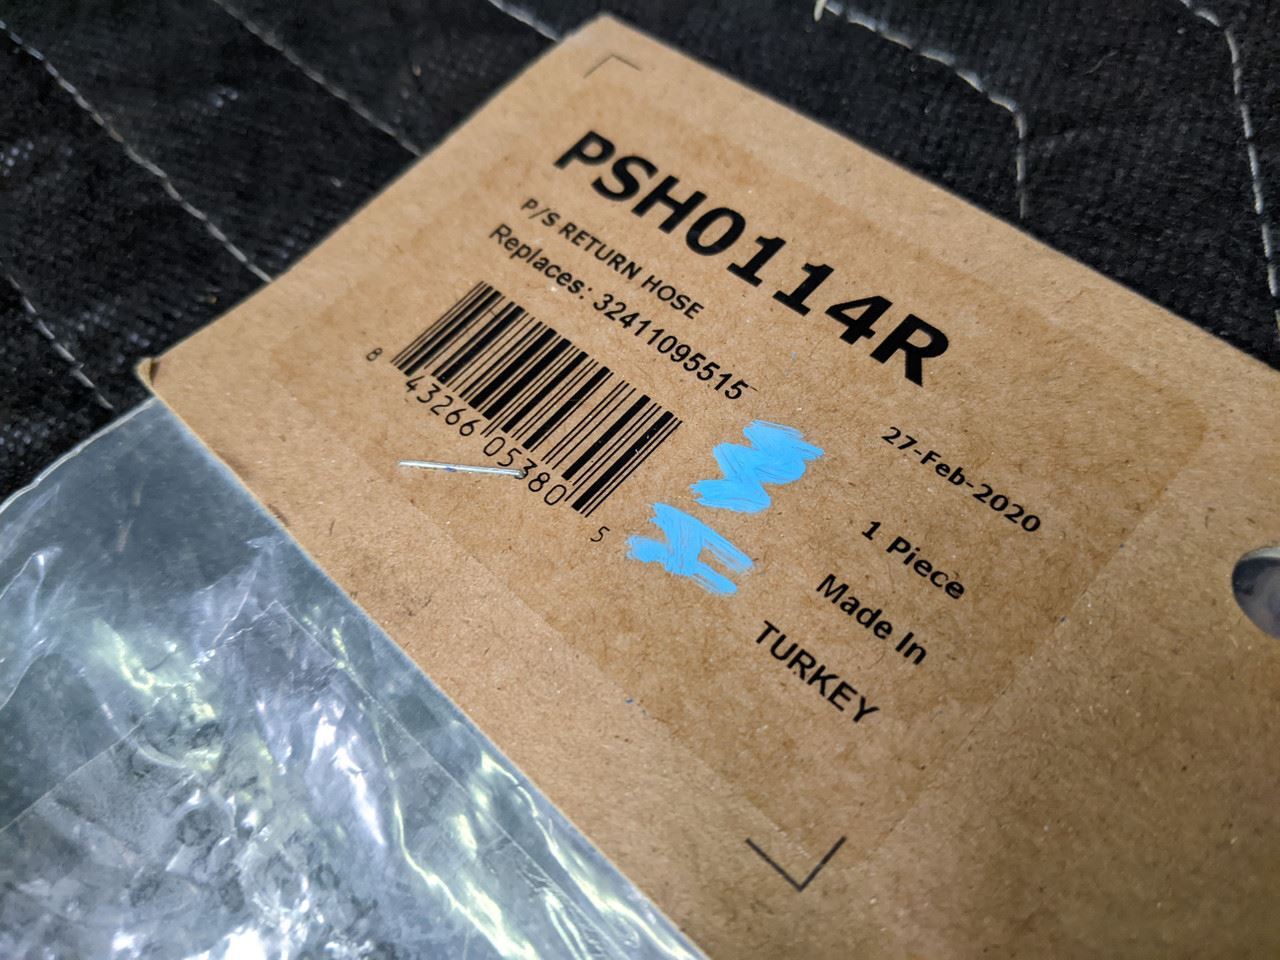 PSH0114R
P/S RETURN HOSE
Replaces: 32411095515
8 43266 05380 5
27-Feb-2020
1 Piece
Made In
TURKEY